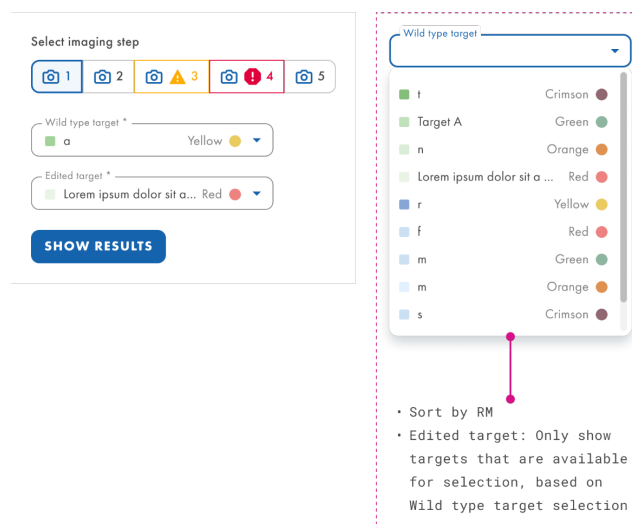 Select imaging step
1 2 3 4 5
Wild type target *
a Yellow
Edited target *
Lorem ipsum dolor sit a... Red
SHOW RESULTS
Wild type target
t Crimson
Target A Green
n Orange
Lorem ipsum dolor sit a ... Red
r Yellow
f Red
m Green
m Orange
s Crimson
• Sort by RM
• Edited target: Only show
targets that are available
for selection, based on
Wild type target selection